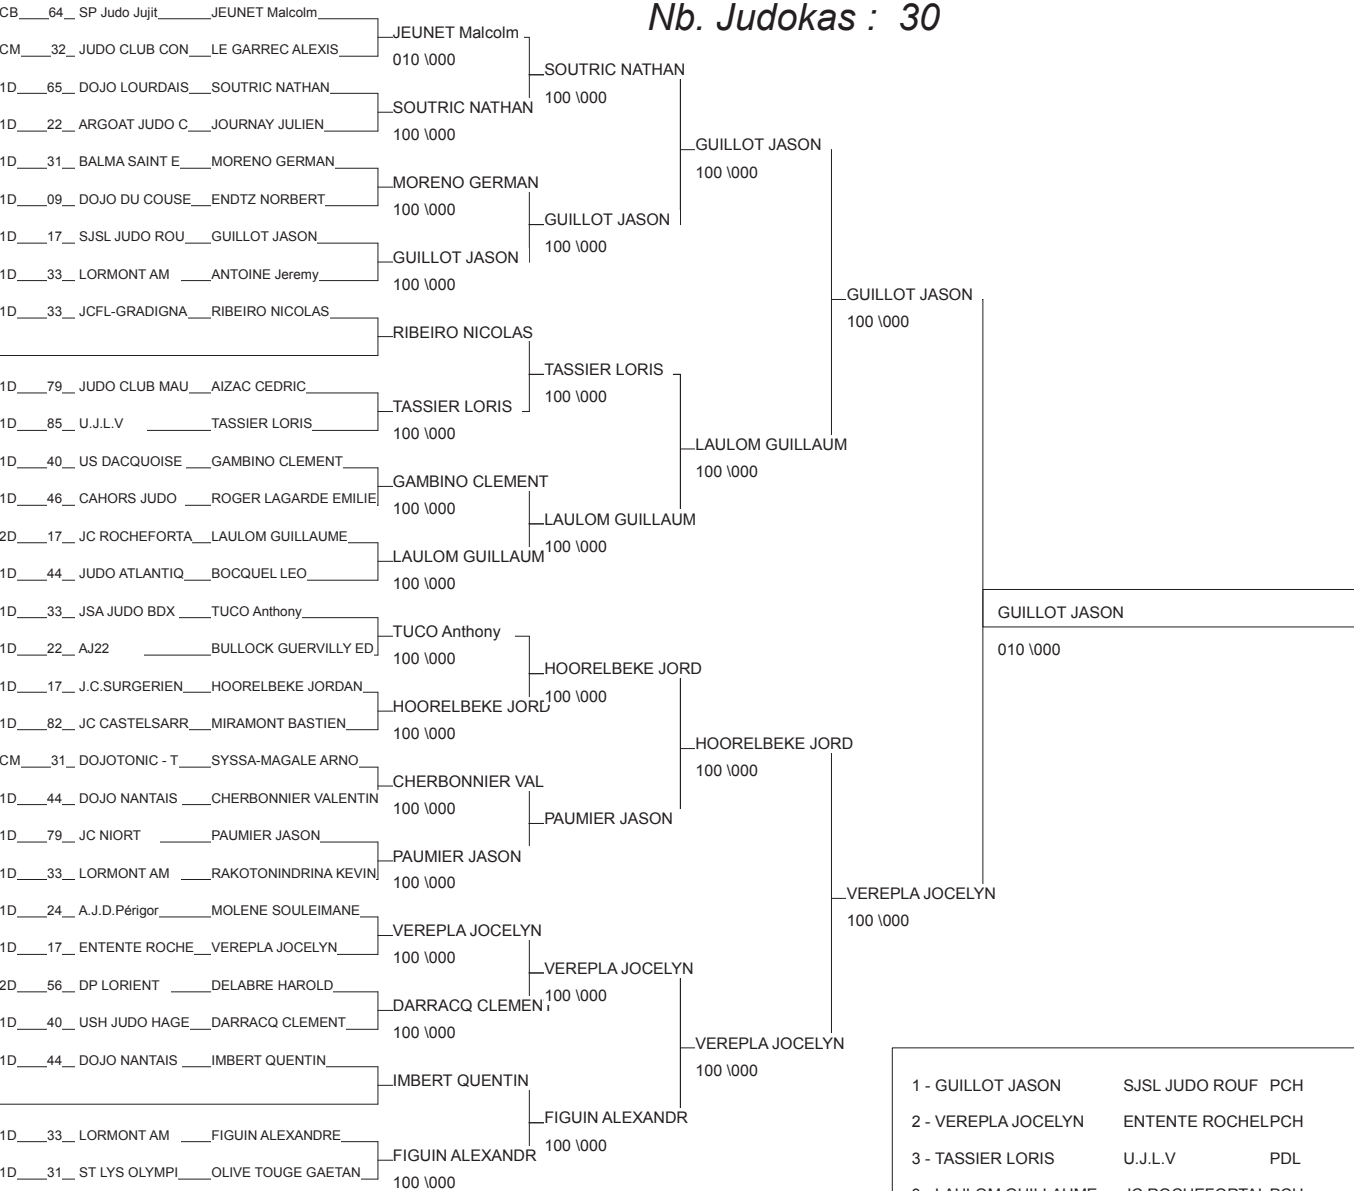 Nb. Judokas : 30
CB 64 SP Judo Jujit JEUNET Malcolm
CM 32 JUDO CLUB CON LE GARREC ALEXIS
1D 65 DOJO LOURDAIS SOUTRIC NATHAN
1D 22 ARGOAT JUDO C JOURNAY JULIEN
1D 31 BALMA SAINT E MORENO GERMAN
1D 09 DOJO DU COUSE ENDTZ NORBERT
1D 17 SJSL JUDO ROU GUILLOT JASON
1D 33 LORMONT AM ANTOINE Jeremy
1D 33 JCFL-GRADIGNA RIBEIRO NICOLAS
1D 79 JUDO CLUB MAU AIZAC CEDRIC
1D 85 U.J.L.V TASSIER LORIS
1D 40 US DACQUOISE GAMBINO CLEMENT
1D 46 CAHORS JUDO ROGER LAGARDE EMILIE
2D 17 JC ROCHEFORTA LAULOM GUILLAUME
1D 44 JUDO ATLANTIQ BOCQUEL LEO
1D 33 JSA JUDO BDX TUCO Anthony
1D 22 AJ22 BULLOCK GUERVILLY ED
1D 17 J.C.SURGERIEN HOORELBEKE JORDAN
1D 82 JC CASTELSARR MIRAMONT BASTIEN
CM 31 DOJOTONIC - T SYSSA-MAGALE ARNO
1D 44 DOJO NANTAIS CHERBONNIER VALENTIN
1D 79 JC NIORT PAUMIER JASON
1D 33 LORMONT AM RAKOTONINDRINA KEVIN
1D 24 A.J.D.Périgor MOLENE SOULEIMANE
1D 17 ENTENTE ROCHE VEREPLA JOCELYN
2D 56 DP LORIENT DELABRE HAROLD
1D 40 USH JUDO HAGE DARRACQ CLEMENT
1D 44 DOJO NANTAIS IMBERT QUENTIN
1D 33 LORMONT AM FIGUIN ALEXANDRE
1D 31 ST LYS OLYMPI OLIVE TOUGE GAETAN
JEUNET Malcolm
010 \000
SOUTRIC NATHAN
100 \000
MORENO GERMAN
100 \000
GUILLOT JASON
100 \000
RIBEIRO NICOLAS
TASSIER LORIS
100 \000
GAMBINO CLEMENT
100 \000
LAULOM GUILLAUM
100 \000
TUCO Anthony
100 \000
HOORELBEKE JORD
100 \000
CHERBONNIER VAL
100 \000
PAUMIER JASON
100 \000
VEREPLA JOCELYN
100 \000
DARRACQ CLEMENT
100 \000
IMBERT QUENTIN
FIGUIN ALEXANDR
100 \000
SOUTRIC NATHAN
100 \000
GUILLOT JASON
100 \000
TASSIER LORIS
100 \000
LAULOM GUILLAUM
100 \000
HOORELBEKE JORD
100 \000
PAUMIER JASON
VEREPLA JOCELYN
100 \000
FIGUIN ALEXANDR
100 \000
GUILLOT JASON
100 \000
LAULOM GUILLAUM
100 \000
HOORELBEKE JORD
100 \000
VEREPLA JOCELYN
100 \000
GUILLOT JASON
100 \000
VEREPLA JOCELYN
100 \000
GUILLOT JASON
010 \000
1 - GUILLOT JASON SJSL JUDO ROUF PCH
2 - VEREPLA JOCELYN ENTENTE ROCHEL PCH
3 - TASSIER LORIS U.J.L.V PDL